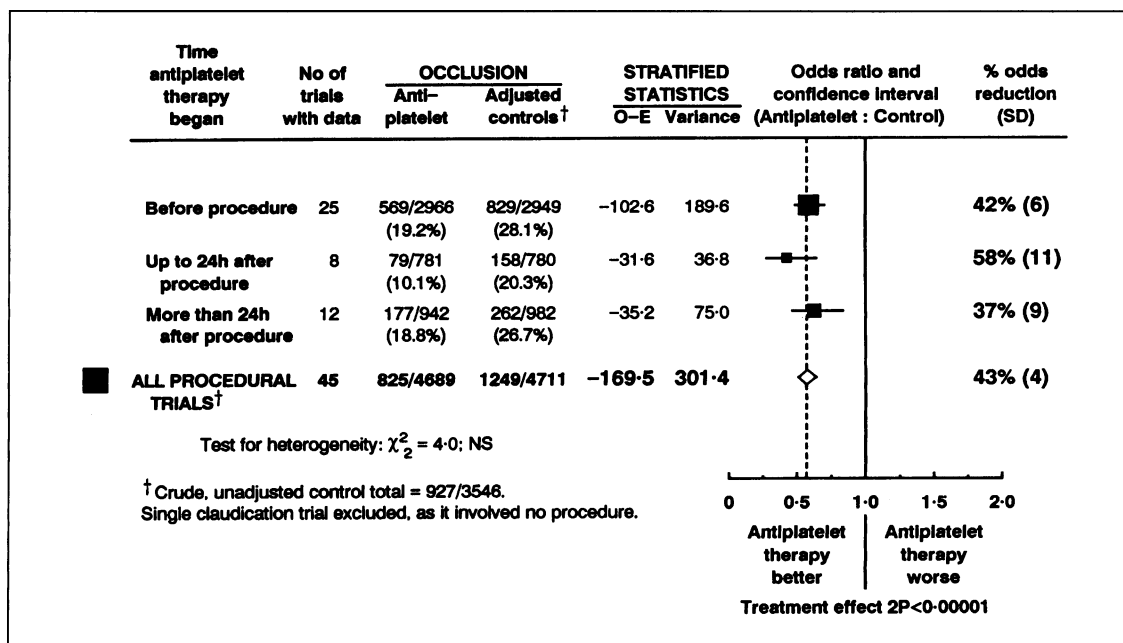 Time antiplatelet therapy began No of trials with data OCCLUSION STRATIFIED STATISTICS Odds ratio and confidence interval (Antiplatelet : Control) % odds reduction (SD)
Anti– platelet Adjusted controls† O–E Variance
Before procedure 25 569/2966 829/2949 –102·6 189·6 42% (6)
(19.2%) (28.1%)
Up to 24h after 8 79/781 158/780 –31·6 36·8 58% (11)
procedure (10.1%) (20.3%)
More than 24h 12 177/942 262/982 –35·2 75·0 37% (9)
after procedure (18.8%) (26.7%)
ALL PROCEDURAL 45 825/4689 1249/4711 –169·5 301·4 43% (4)
TRIALS†
Test for heterogeneity: χ²₂ = 4·0; NS
† Crude, unadjusted control total = 927/3546.
Single claudication trial excluded, as it involved no procedure.
0 0·5 1·0 1·5 2·0
Antiplatelet Antiplatelet
therapy therapy
better worse
Treatment effect 2P<0·00001